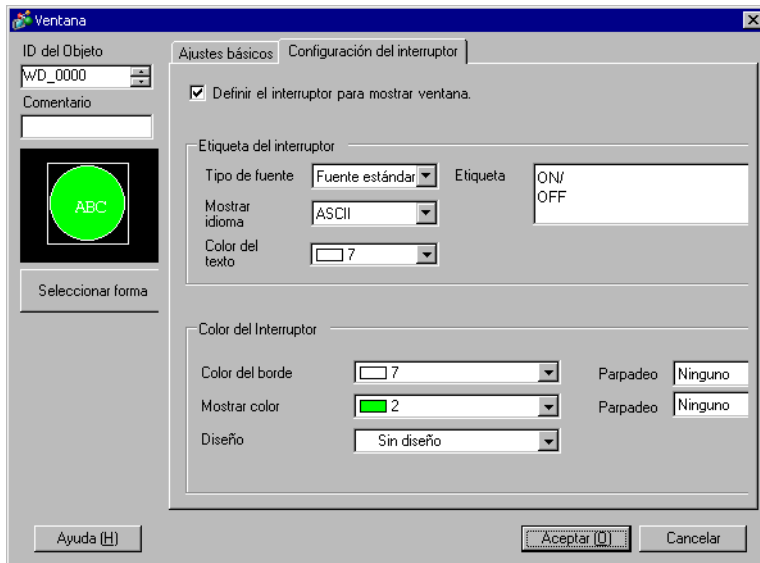 Ventana
ID del Objeto
WD_0000
Comentario
ABC
Seleccionar forma
Ajustes básicos
Configuración del interruptor
Definir el interruptor para mostrar ventana.
Etiqueta del interruptor
Tipo de fuente
Fuente estándar
Etiqueta
ON/
OFF
Mostrar
idioma
ASCII
Color del
texto
7
Color del Interruptor
Color del borde
7
Parpadeo
Ninguno
Mostrar color
2
Parpadeo
Ninguno
Diseño
Sin diseño
Ayuda (H)
Aceptar (O)
Cancelar